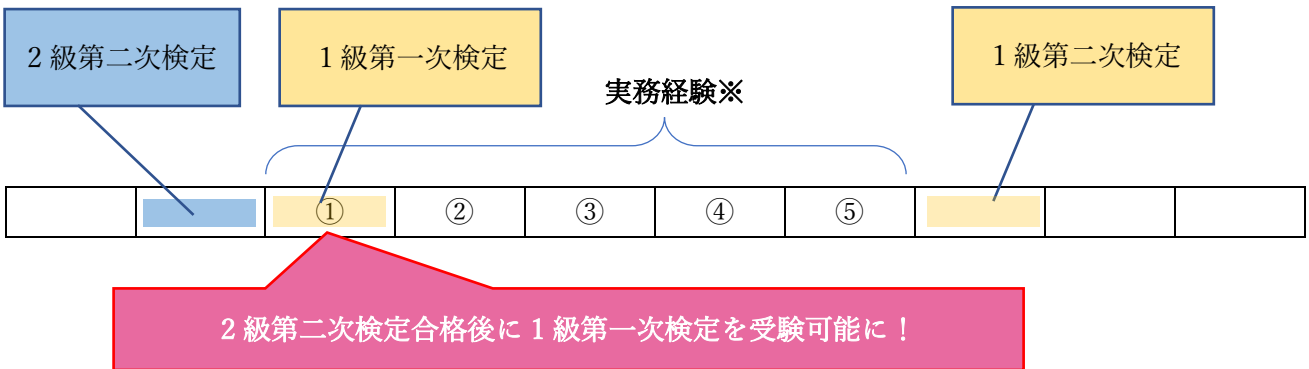 2級第二次検定
1級第一次検定
1級第二次検定
実務経験※
①
②
③
④
⑤
2級第二次検定合格後に1級第一次検定を受験可能に！